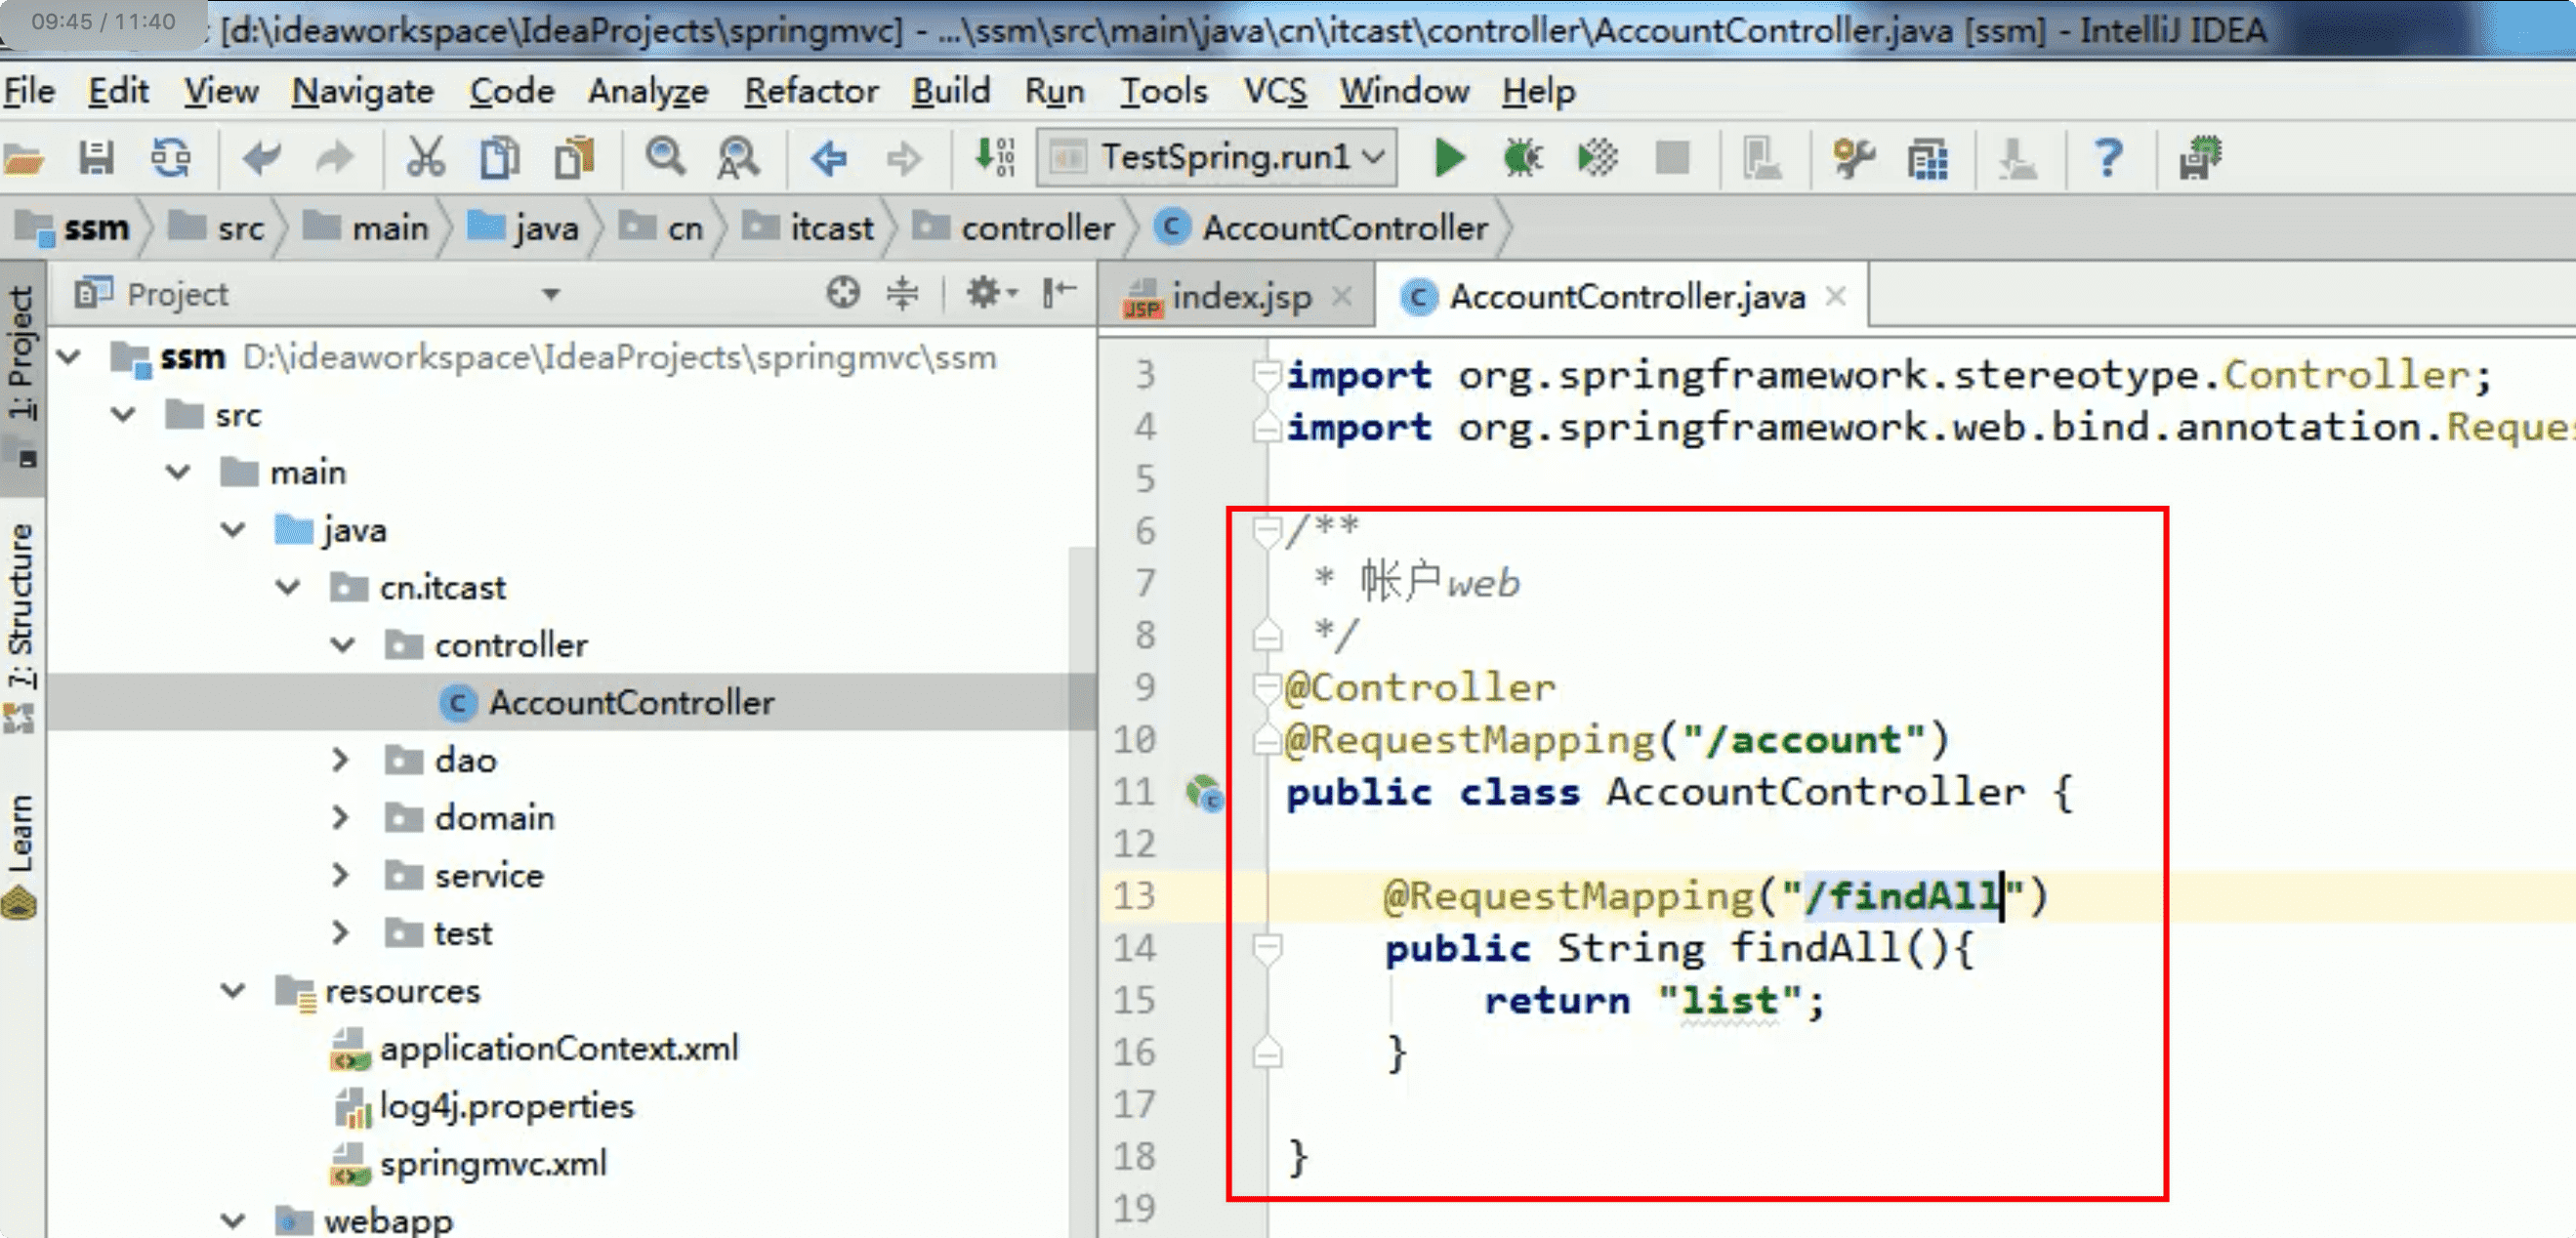 09:45 / 11:40
[d:\ideaworkspace\IdeaProjects\springmvc] - ...\ssm\src\main\java\cn\itcast\controller\AccountController.java [ssm] - IntelliJ IDEA
File Edit View Navigate Code Analyze Refactor Build Run Tools VCS Window Help
TestSpring.run1
ssm src main java cn itcast controller AccountController
Project
index.jsp AccountController.java
1: Project
7: Structure
Learn
ssm D:\ideaworkspace\IdeaProjects\springmvc\ssm
src
main
java
cn.itcast
controller
AccountController
dao
domain
service
test
resources
applicationContext.xml
log4j.properties
springmvc.xml
webapp
3 import org.springframework.stereotype.Controller;
4 import org.springframework.web.bind.annotation.Reque
5
6 /**
7 * 帐户web
8 */
9 @Controller
10 @RequestMapping("/account")
11 public class AccountController {
12
13 @RequestMapping("/findAll")
14 public String findAll(){
15 return "list";
16 }
17
18 }
19